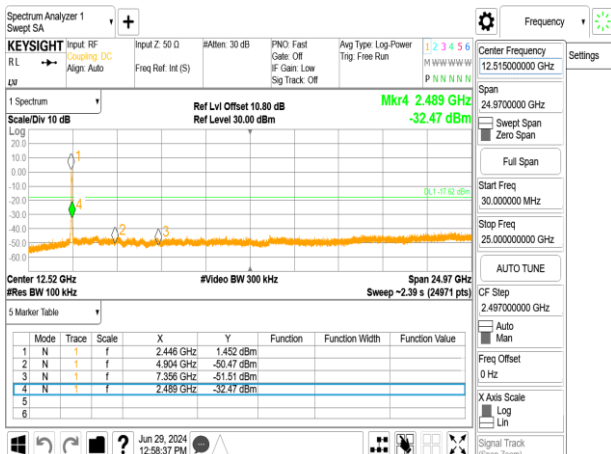 Spectrum Analyzer 1
Swept SA
+
Frequency
KEYSIGHT
RL
Input: RF
Coupling: DC
Align: Auto
Input Z: 50 Ω
Freq Ref: Int (S)
#Atten: 30 dB
PNO: Fast
Gate: Off
IF Gain: Low
Sig Track: Off
Avg Type: Log-Power
Trig: Free Run
1 2 3 4 5 6
M W W W W W
P N N N N N
LXI
1 Spectrum
Scale/Div 10 dB
Ref Lvl Offset 10.80 dB
Ref Level 30.00 dBm
Mkr4 2.489 GHz
-32.47 dBm
Log
20.0
10.0
0.00
-10.0
-20.0
-30.0
-40.0
-50.0
-60.0
1
4
2
3
DL1 -17.62 dBm
Center 12.52 GHz
#Res BW 100 kHz
#Video BW 300 kHz
Span 24.97 GHz
Sweep ~2.39 s (24971 pts)
5 Marker Table
Mode Trace Scale X Y Function Function Width Function Value
1 N 1 f 2.446 GHz 1.452 dBm
2 N 1 f 4.904 GHz -50.47 dBm
3 N 1 f 7.356 GHz -51.51 dBm
4 N 1 f 2.489 GHz -32.47 dBm
5
6
?
Jun 29, 2024
12:58:37 PM
Center Frequency
12.515000000 GHz
Settings
Span
24.9700000 GHz
Swept Span
Zero Span
Full Span
Start Freq
30.000000 MHz
Stop Freq
25.000000000 GHz
AUTO TUNE
CF Step
2.497000000 GHz
Auto
Man
Freq Offset
0 Hz
X Axis Scale
Log
Lin
Signal Track
(Span Zoom)